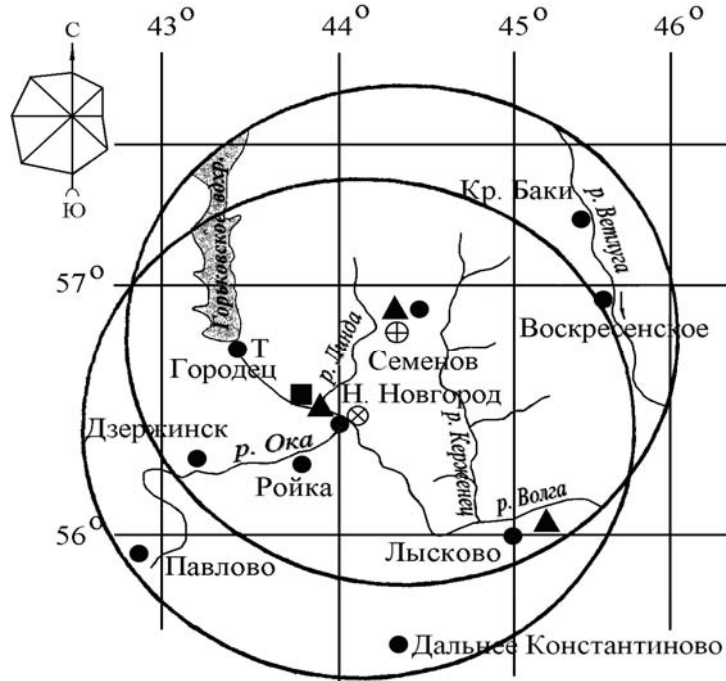 43° 44° 45° 46°
С
Ю
Горьковское вдхр.
Кр. Баки
р. Ветлуга
57°
Воскресенское
р. Линда
Семенов
Т
Городец
Н. Новгород
р. Керженец
Дзержинск
р. Ока
Ройка
р. Волга
56°
Лысково
Павлово
Дальнее Константиново